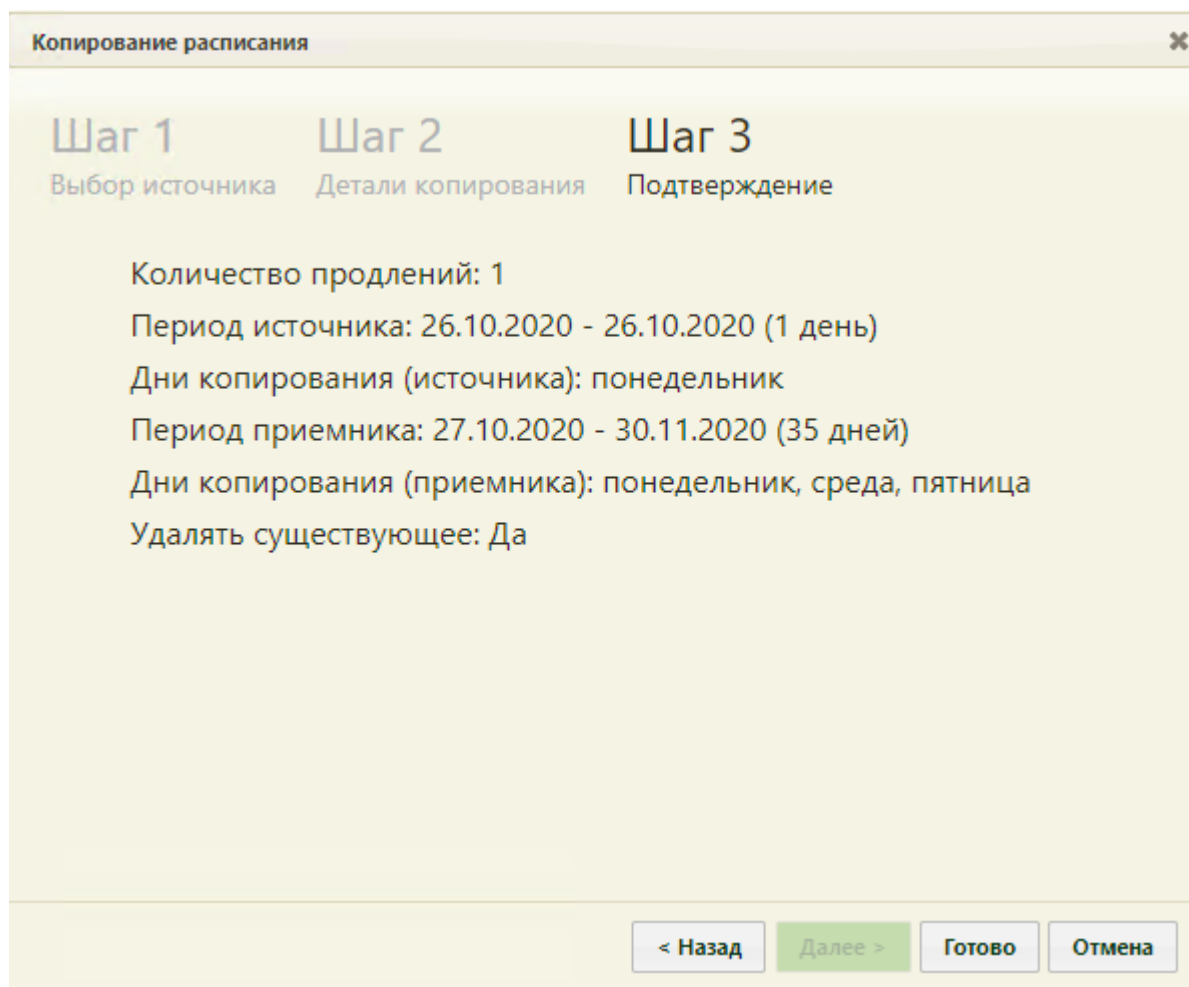 Копирование расписания
Шаг 1 Шаг 2 Шаг 3
Выбор источника Детали копирования Подтверждение
Количество продлений: 1
Период источника: 26.10.2020 - 26.10.2020 (1 день)
Дни копирования (источника): понедельник
Период приемника: 27.10.2020 - 30.11.2020 (35 дней)
Дни копирования (приемника): понедельник, среда, пятница
Удалять существующее: Да
< Назад Далее > Готово Отмена